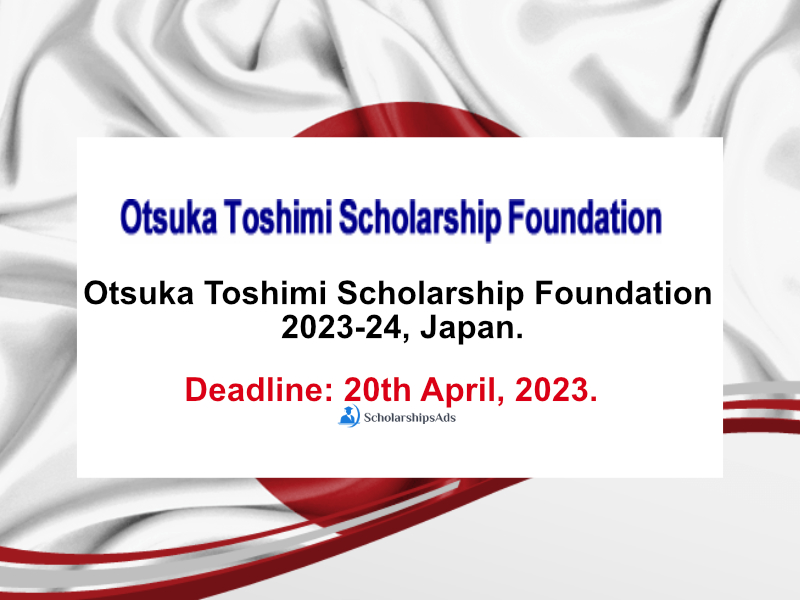 Otsuka Toshimi Scholarship Foundation
Otsuka Toshimi Scholarship Foundation
2023-24, Japan.
Deadline: 20th April, 2023.
ScholarshipsAds